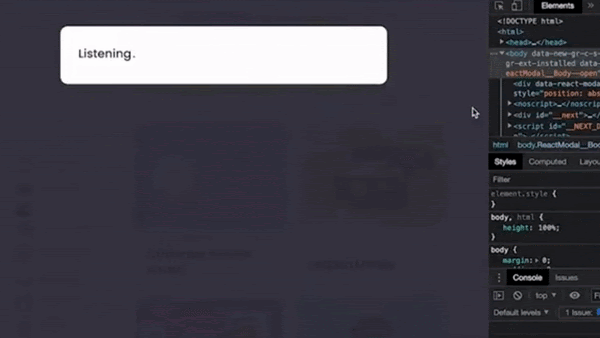 Listening.
Elements
<!DOCTYPE html>
<html>
<head>…</head>
<body data-new-gr-c-s-
gr-ext-installed data-
eactModal__Body--open"
<div data-react-moda
style="position: abs
<noscript>…</noscrip
<div id="__next">…</
<script id="__NEXT_D
html body.ReactModal__Bo
Styles Computed Layou
Filter
element.style {
}
body, html {
height: 100%;
}
body {
margin: 0;
Console Issues
top
Default levels 1 Issue: